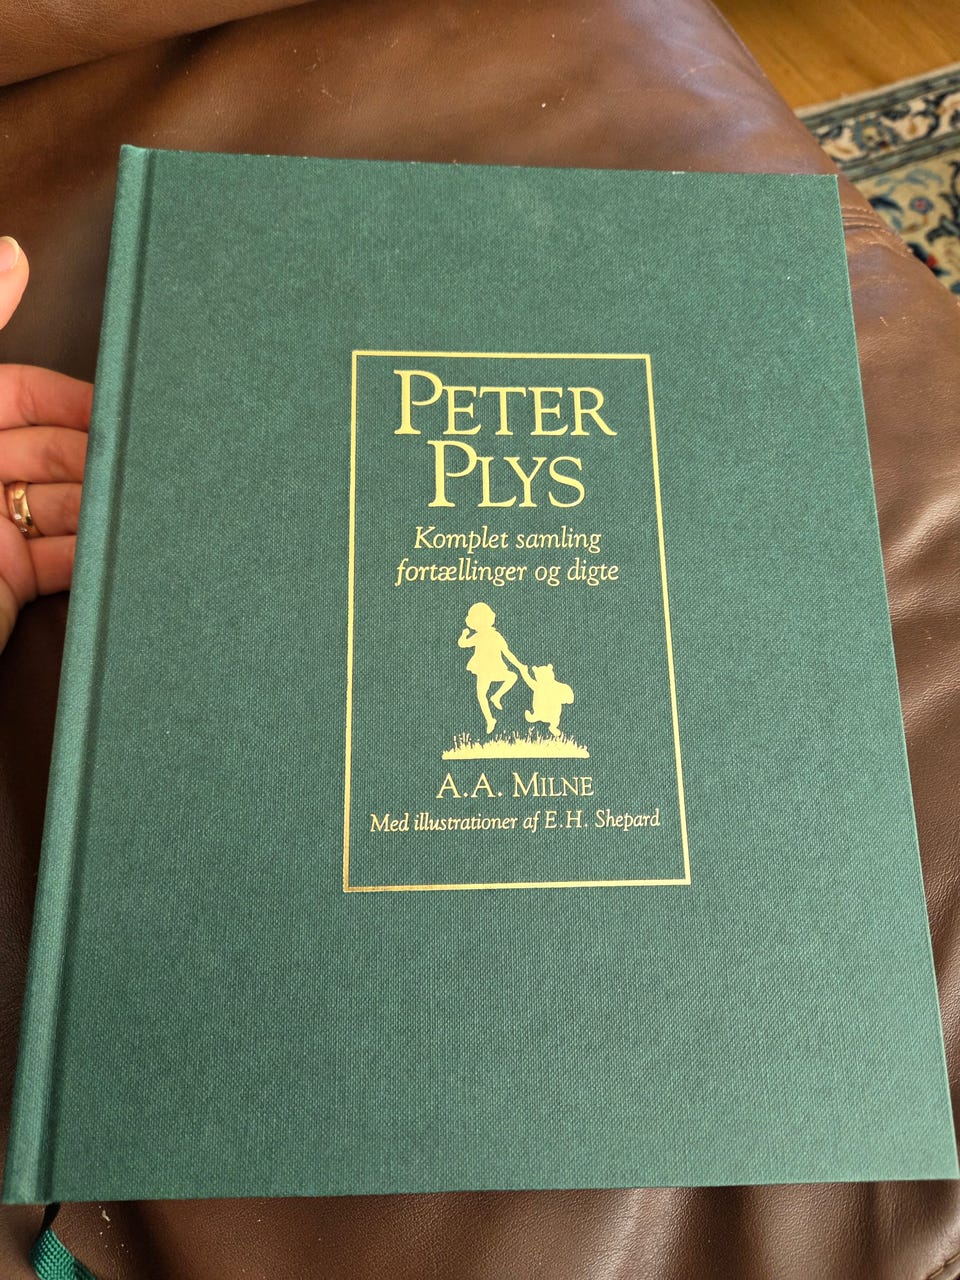 PETER
PLYS
Komplet samling
fortællinger og digte
A.A. MILNE
Med illustrationer af E.H. Shepard